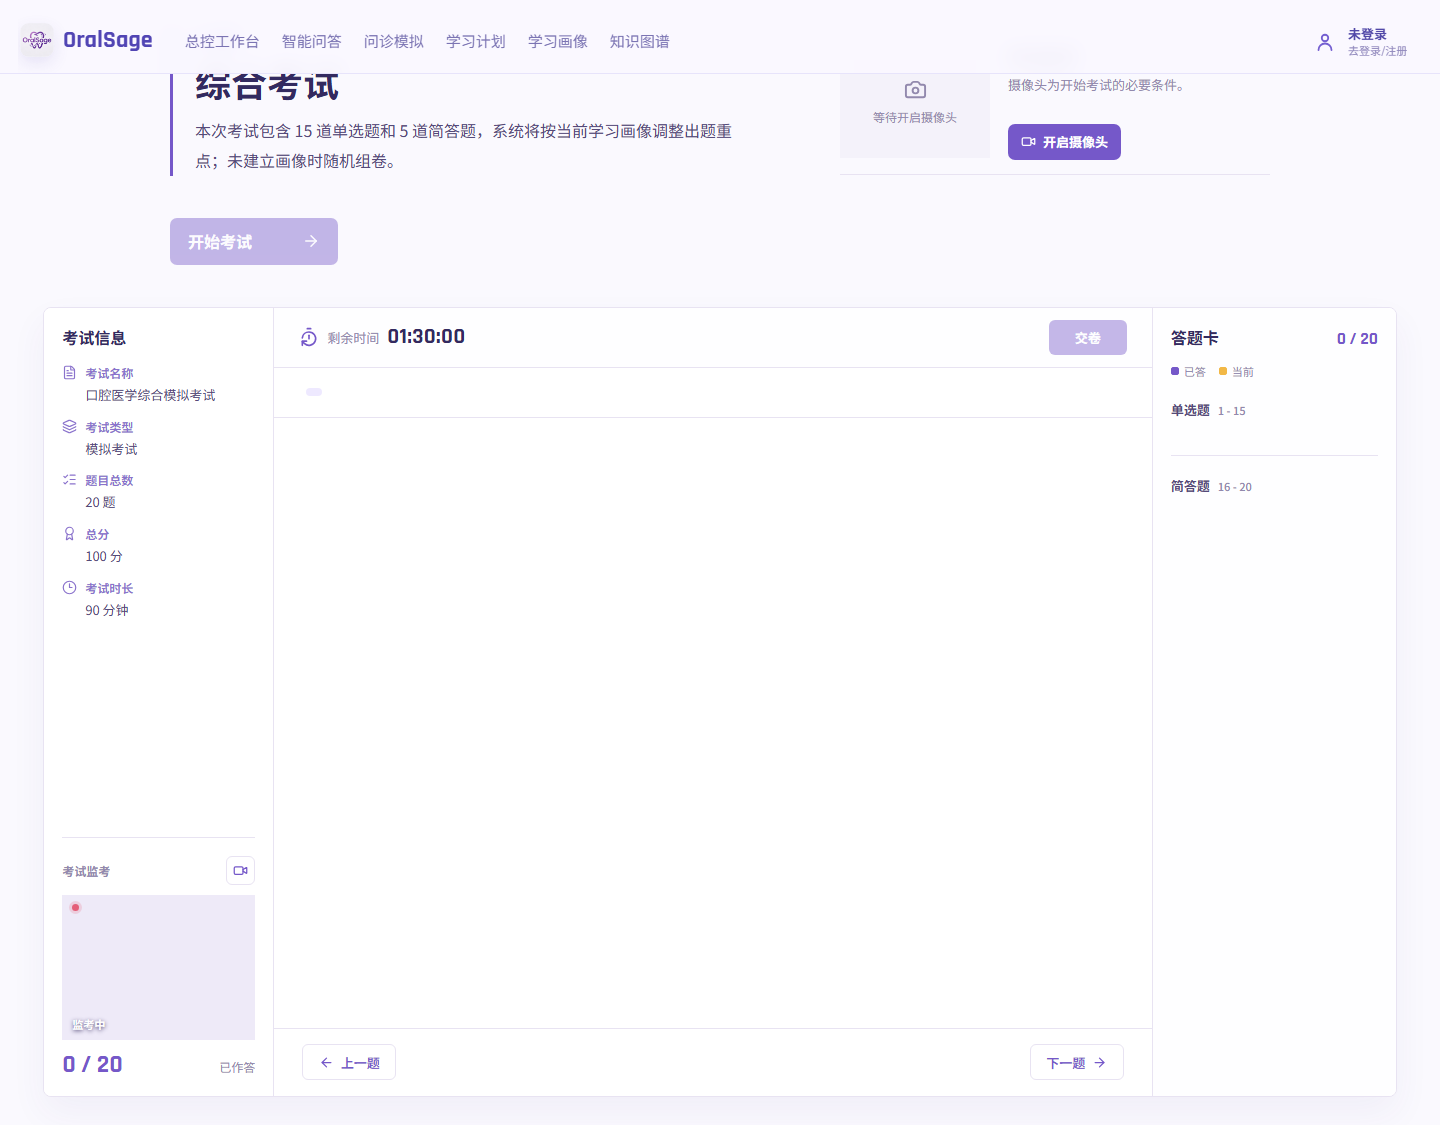 OralSage
OralSage
总控工作台
智能问答
问诊模拟
学习计划
学习画像
知识图谱
未登录
去登录/注册
综合考试
本次考试包含 15 道单选题和 5 道简答题，系统将按当前学习画像调整出题重
点；未建立画像时随机组卷。
等待开启摄像头
摄像头为开始考试的必要条件。
开启摄像头
开始考试
考试信息
考试名称
口腔医学综合模拟考试
考试类型
模拟考试
题目总数
20 题
总分
100 分
考试时长
90 分钟
考试监考
监考中
0 / 20
已作答
剩余时间 01:30:00
交卷
上一题
下一题
答题卡
0 / 20
已答
当前
单选题 1 - 15
简答题 16 - 20